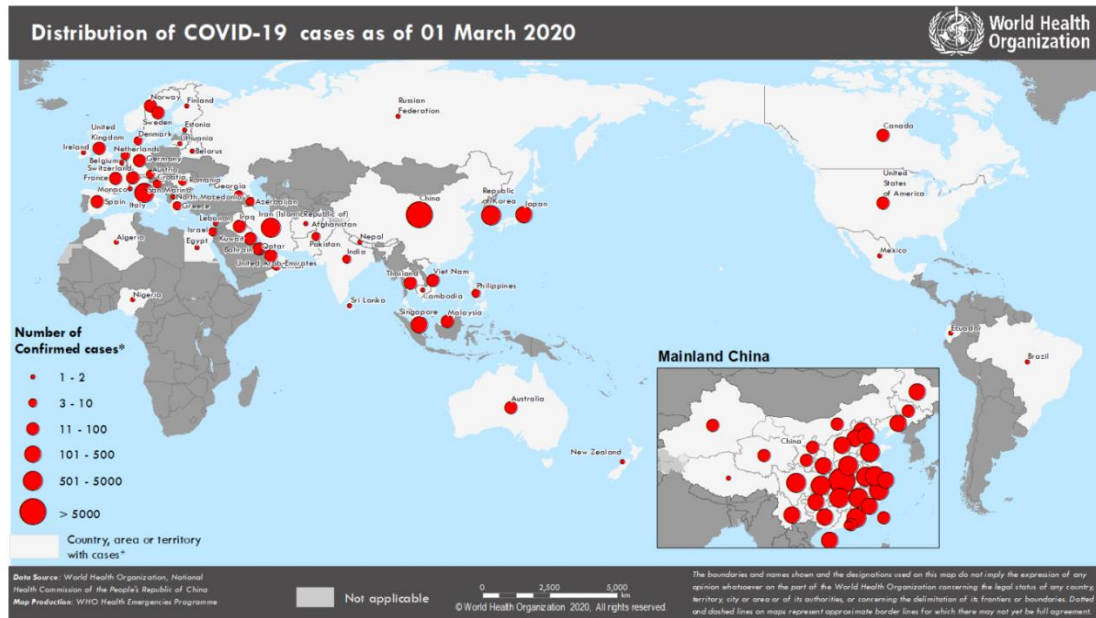 Distribution of COVID-19 cases as of 01 March 2020
World Health
Organization
Norway
Finland
Sweden
Estonia
Lithuania
Denmark
United
Kingdom
Ireland
Netherlands
Belarus
Belgium
Germany
Switzerland
Austria
France
Croatia
Romania
Monaco
San Marino
North Macedonia
Spain
Italy
Greece
Georgia
Azerbaijan
Russian
Federation
Lebanon
Israel
Iraq
Iran (Islamic Republic of)
Afghanistan
Kuwait
Bahrain
Qatar
United Arab Emirates
Pakistan
Nepal
India
Algeria
Egypt
Nigeria
Sri Lanka
China
Republic
of Korea
Japan
Thailand
Viet Nam
Cambodia
Philippines
Singapore
Malaysia
Australia
New Zealand
Canada
United
States
of America
Mexico
Ecuador
Brazil
Number of
Confirmed cases*
1 - 2
3 - 10
11 - 100
101 - 500
501 - 5000
> 5000
Country, area or territory
with cases+
Mainland China
China
Data Source: World Health Organization, National
Health Commission of the People's Republic of China
Map Production: WHO Health Emergencies Programme
Not applicable
0 2,500 5,000
km
© World Health Organization 2020, All rights reserved.
The boundaries and names shown and the designations used on this map do not imply the expression of any
opinion whatsoever on the part of the World Health Organization concerning the legal status of any country,
territory, city or area or of its authorities, or concerning the delimitation of its frontiers or boundaries. Dotted
and dashed lines on maps represent approximate border lines for which there may not yet be full agreement.